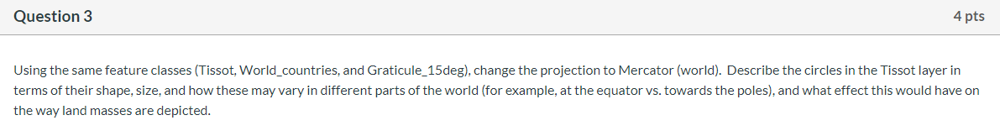 Question 3
4 pts
Using the same feature classes (Tissot, World_countries, and Graticule_15deg), change the projection to Mercator (world).  Describe the circles in the Tissot layer in
terms of their shape, size, and how these may vary in different parts of the world (for example, at the equator vs. towards the poles), and what effect this would have on
the way land masses are depicted.